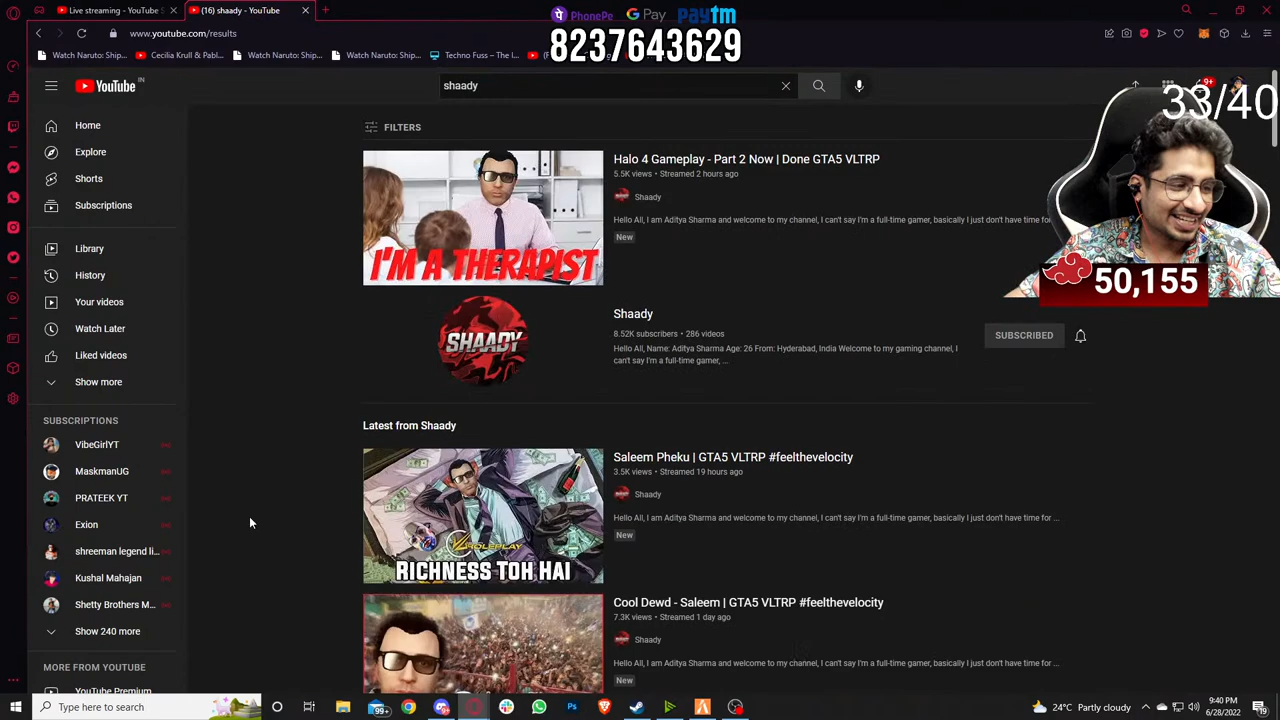 Live streaming - YouTube S
(16) shaady - YouTube
PhonePe G Pay paytm
8237643629
www.youtube.com/results
Watch Naruto: Ship...
Cecilia Krull & Pabl...
Watch Naruto: Ship...
Watch Naruto: Ship...
Techno Fuss – The I...
YouTube IN
shaady
9+
33/40
FILTERS
Home
Explore
Shorts
Subscriptions
Library
History
Your videos
Watch Later
Liked videos
Show more
SUBSCRIPTIONS
VibeGirlYT
MaskmanUG
PRATEEK YT
Exion
shreeman legend li...
Kushal Mahajan
Shetty Brothers M...
Show 240 more
MORE FROM YOUTUBE
YouTube Premium
I'M A THERAPIST
Halo 4 Gameplay - Part 2 Now | Done GTA5 VLTRP
5.5K views • Streamed 2 hours ago
Shaady
Hello All, I am Aditya Sharma and welcome to my channel, I can't say I'm a full-time gamer, basically I just don't have time for
New
50,155
SHAADY
Shaady
8.52K subscribers • 286 videos
Hello All, Name: Aditya Sharma Age: 26 From: Hyderabad, India Welcome to my gaming channel, I
can't say I'm a full-time gamer, ...
SUBSCRIBED
Latest from Shaady
ROLEPLAY
RICHNESS TOH HAI
Saleem Pheku | GTA5 VLTRP #feelthevelocity
3.5K views • Streamed 19 hours ago
Shaady
Hello All, I am Aditya Sharma and welcome to my channel, I can't say I'm a full-time gamer, basically I just don't have time for ...
New
Cool Dewd - Saleem | GTA5 VLTRP #feelthevelocity
7.3K views • Streamed 1 day ago
Shaady
Hello All, I am Aditya Sharma and welcome to my channel, I can't say I'm a full-time gamer, basically I just don't have time for ...
New
Type here to search
99+
24°C Partly cloudy
9:40 PM
6/28/2022
19